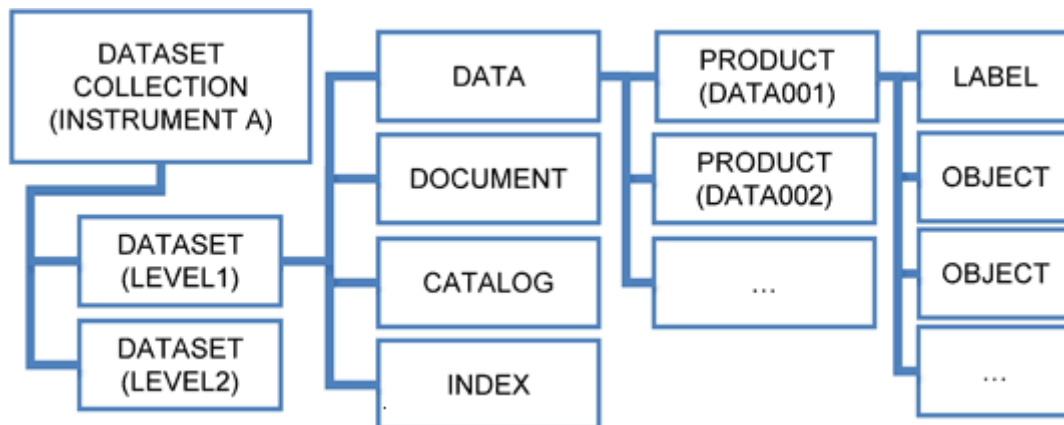 DATASET
COLLECTION
(INSTRUMENT A)
DATASET
(LEVEL1)
DATASET
(LEVEL2)
DATA
DOCUMENT
CATALOG
INDEX
PRODUCT
(DATA001)
PRODUCT
(DATA002)
...
LABEL
OBJECT
OBJECT
...